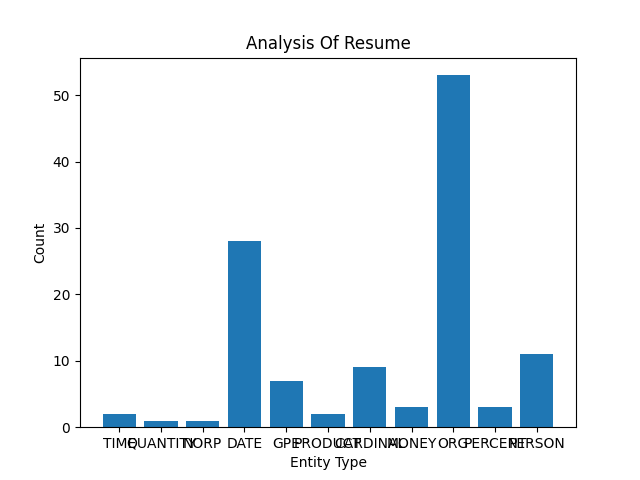 Analysis Of Resume
Count
50
40
30
20
10
0
TIME QUANTITY NORP DATE GPE PRODUCT CARDINAL MONEY ORG PERCENT PERSON
Entity Type